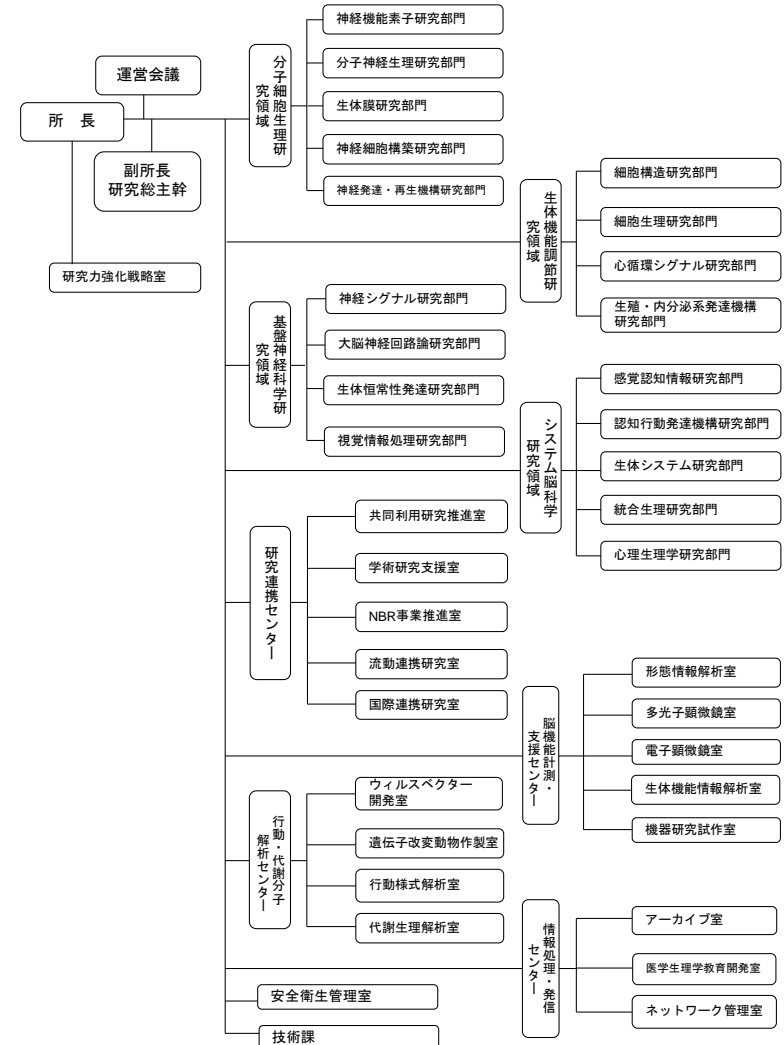 運営会議
所　長
副所長
研究総主幹
研究力強化戦略室
分子細胞生理研
究領域
神経機能素子研究部門
分子神経生理研究部門
生体膜研究部門
神経細胞構築研究部門
神経発達・再生機構研究部門
生体機能調節研
究領域
細胞構造研究部門
細胞生理研究部門
心循環シグナル研究部門
生殖・内分泌系発達機構
研究部門
基盤神経科学研
究領域
神経シグナル研究部門
大脳神経回路論研究部門
生体恒常性発達研究部門
視覚情報処理研究部門
システム脳科学
研究領域
感覚認知情報研究部門
認知行動発達機構研究部門
生体システム研究部門
統合生理研究部門
心理生理学研究部門
研究連携センター
共同利用研究推進室
学術研究支援室
NBR事業推進室
流動連携研究室
国際連携研究室
脳機能計測・
支援センター
形態情報解析室
多光子顕微鏡室
電子顕微鏡室
生体機能情報解析室
機器研究試作室
行動・代謝分子
解析センター
ウィルスベクター
開発室
遺伝子改変動物作製室
行動様式解析室
代謝生理解析室
情報処理・発信
センター
アーカイブ室
医学生理学教育開発室
ネットワーク管理室
安全衛生管理室
技術課